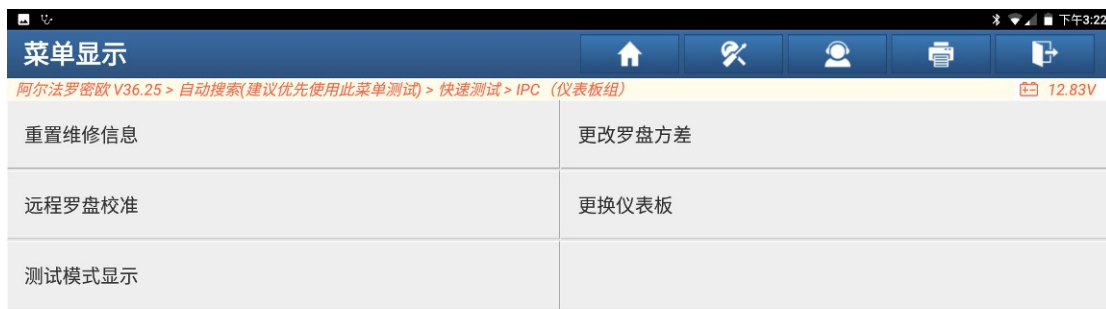 下午3:22
菜单显示
阿尔法罗密欧 V36.25 > 自动搜索(建议优先使用此菜单测试) > 快速测试 > IPC（仪表板组） 12.83V
重置维修信息 更改罗盘方差
远程罗盘校准 更换仪表板
测试模式显示